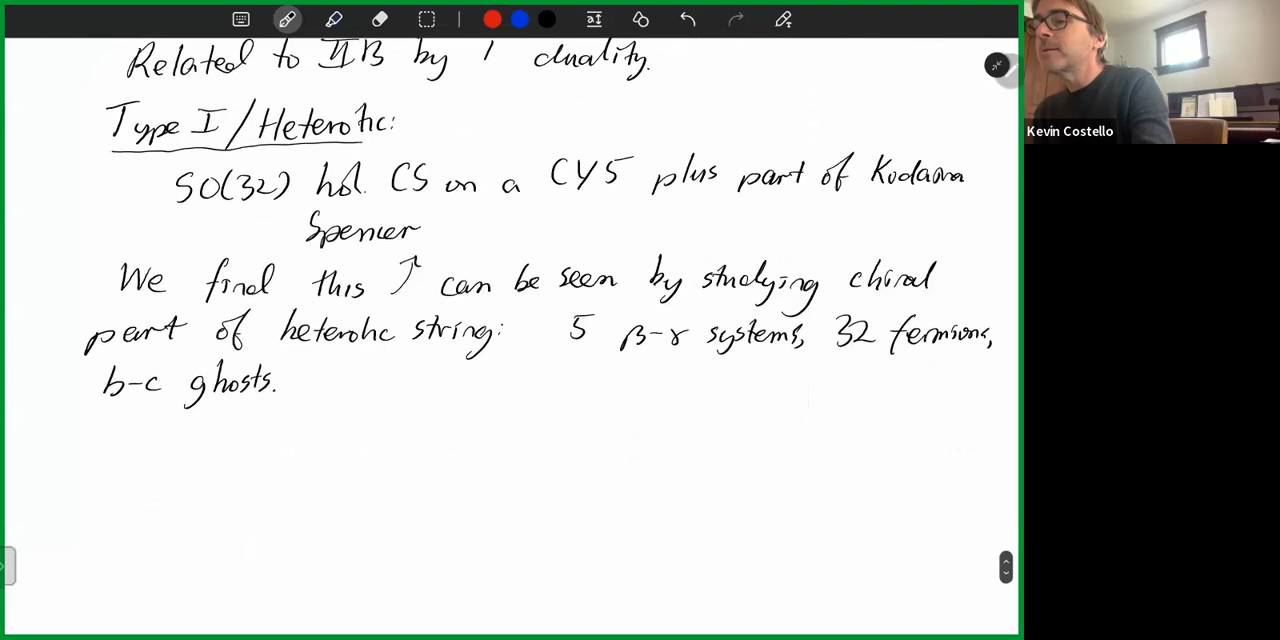 Related to IIB by T duality.
Type I / Heterotic:
SO(32) hol. CS on a CY5 plus part of Kodaira
Spencer
We find this ↗ can be seen by studying chiral
part of heterotic string: 5 β-γ systems, 32 fermions,
b-c ghosts.
Kevin Costello